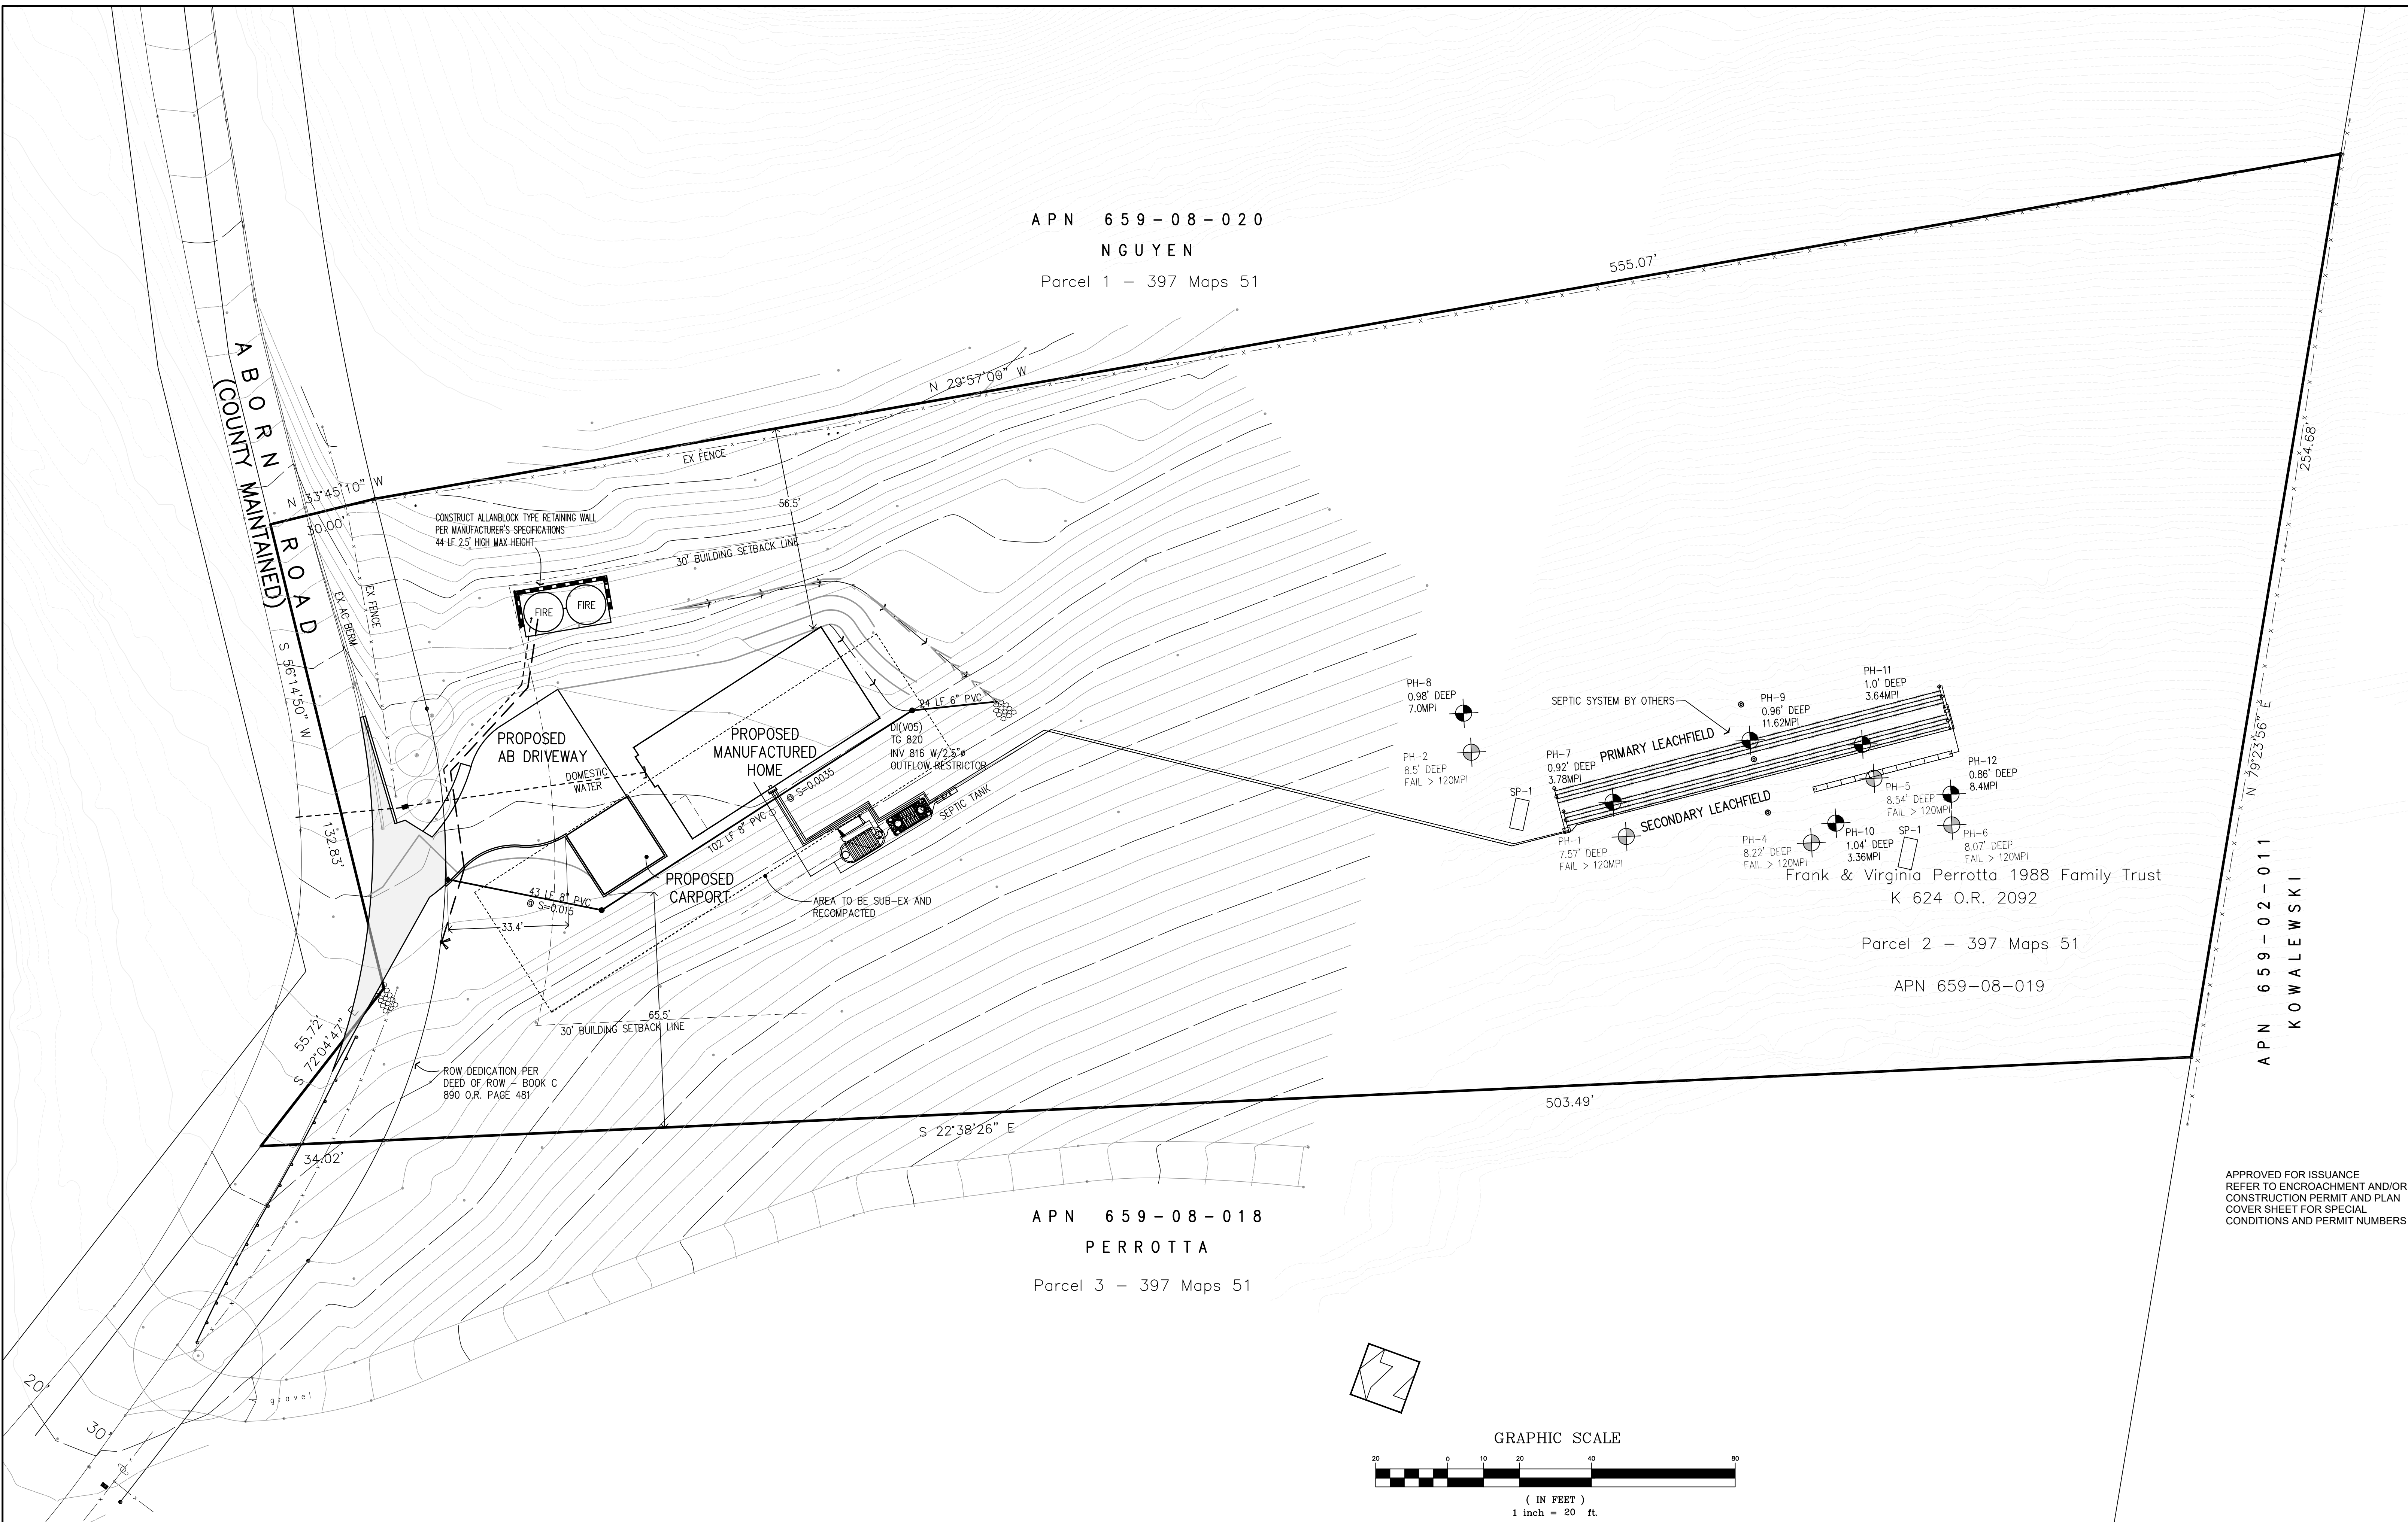 APN 659-08-020
NGUYEN
Parcel 1 - 397 Maps 51
555.07'
N 29°57'00" W
EX FENCE
56.5'
254.68'
N 79°23'56" E
ABORN ROAD
(COUNTY MAINTAINED)
N 33°45'10" W
30.00'
CONSTRUCT ALLANBLOCK TYPE RETAINING WALL
PER MANUFACTURER'S SPECIFICATIONS
44 LF 2.5' HIGH MAX HEIGHT
30' BUILDING SETBACK LINE
FIRE
FIRE
EX AC BERM
EX FENCE
S 56°14'50" W
132.83'
PROPOSED
AB DRIVEWAY
DOMESTIC
WATER
PROPOSED
MANUFACTURED
HOME
24 LF 6" PVC
DI(V05)
TG 820
INV 816 W/2.5"ø
OUTFLOW RESTRICTOR
102 LF 8" PVC
@ S=0.0035
SEPTIC TANK
PROPOSED
CARPORT
43 LF 8" PVC
@ S=0.015
33.4'
AREA TO BE SUB-EX AND
RECOMPACTED
65.5'
30' BUILDING SETBACK LINE
55.72'
S 72°04'47" E
ROW DEDICATION PER
DEED OF ROW - BOOK C
890 O.R. PAGE 481
34.02'
S 22°38'26" E
503.49'
PH-8
0.98' DEEP
7.0MPI
PH-2
8.5' DEEP
FAIL > 120MPI
SEPTIC SYSTEM BY OTHERS
PH-9
0.96' DEEP
11.62MPI
PH-11
1.0' DEEP
3.64MPI
PH-7
0.92' DEEP
3.78MPI
PRIMARY LEACHFIELD
SECONDARY LEACHFIELD
SP-1
PH-1
7.57' DEEP
FAIL > 120MPI
PH-12
0.86' DEEP
8.4MPI
PH-5
8.54' DEEP
FAIL > 120MPI
PH-4
8.22' DEEP
FAIL > 120MPI
PH-10
1.04' DEEP
3.36MPI
SP-1
PH-6
8.07' DEEP
FAIL > 120MPI
Frank & Virginia Perrotta 1988 Family Trust
K 624 O.R. 2092
Parcel 2 - 397 Maps 51
APN 659-08-019
APN 659-02-011
KOWALEWSKI
APPROVED FOR ISSUANCE
REFER TO ENCROACHMENT AND/OR
CONSTRUCTION PERMIT AND PLAN
COVER SHEET FOR SPECIAL
CONDITIONS AND PERMIT NUMBERS
APN 659-08-018
PERROTTA
Parcel 3 - 397 Maps 51
20'
30'
gravel
GRAPHIC SCALE
20 0 10 20 40 80
( IN FEET )
1 inch = 20 ft.